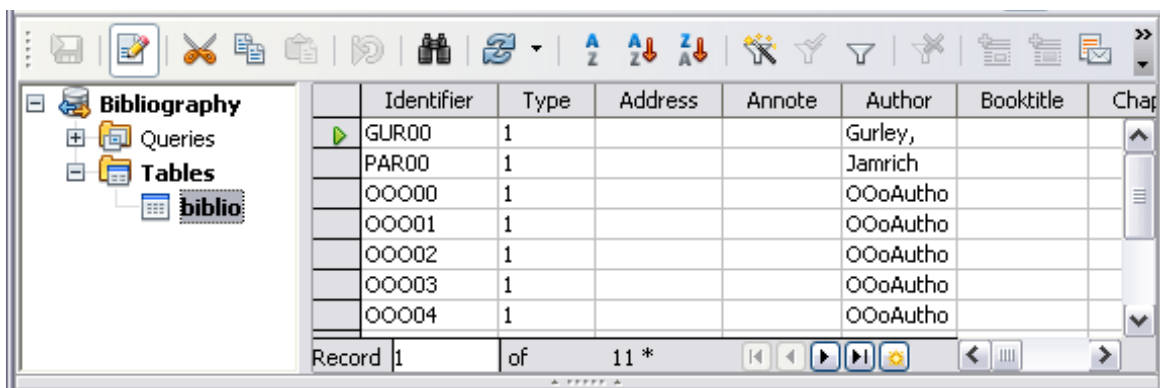 Bibliography
Queries
Tables
biblio
Identifier Type Address Annote Author Booktitle Chap
GUR00 1 Gurley,
PAR00 1 Jamrich
OOO00 1 OOoAutho
OOO01 1 OOoAutho
OOO02 1 OOoAutho
OOO03 1 OOoAutho
OOO04 1 OOoAutho
Record 1 of 11 *